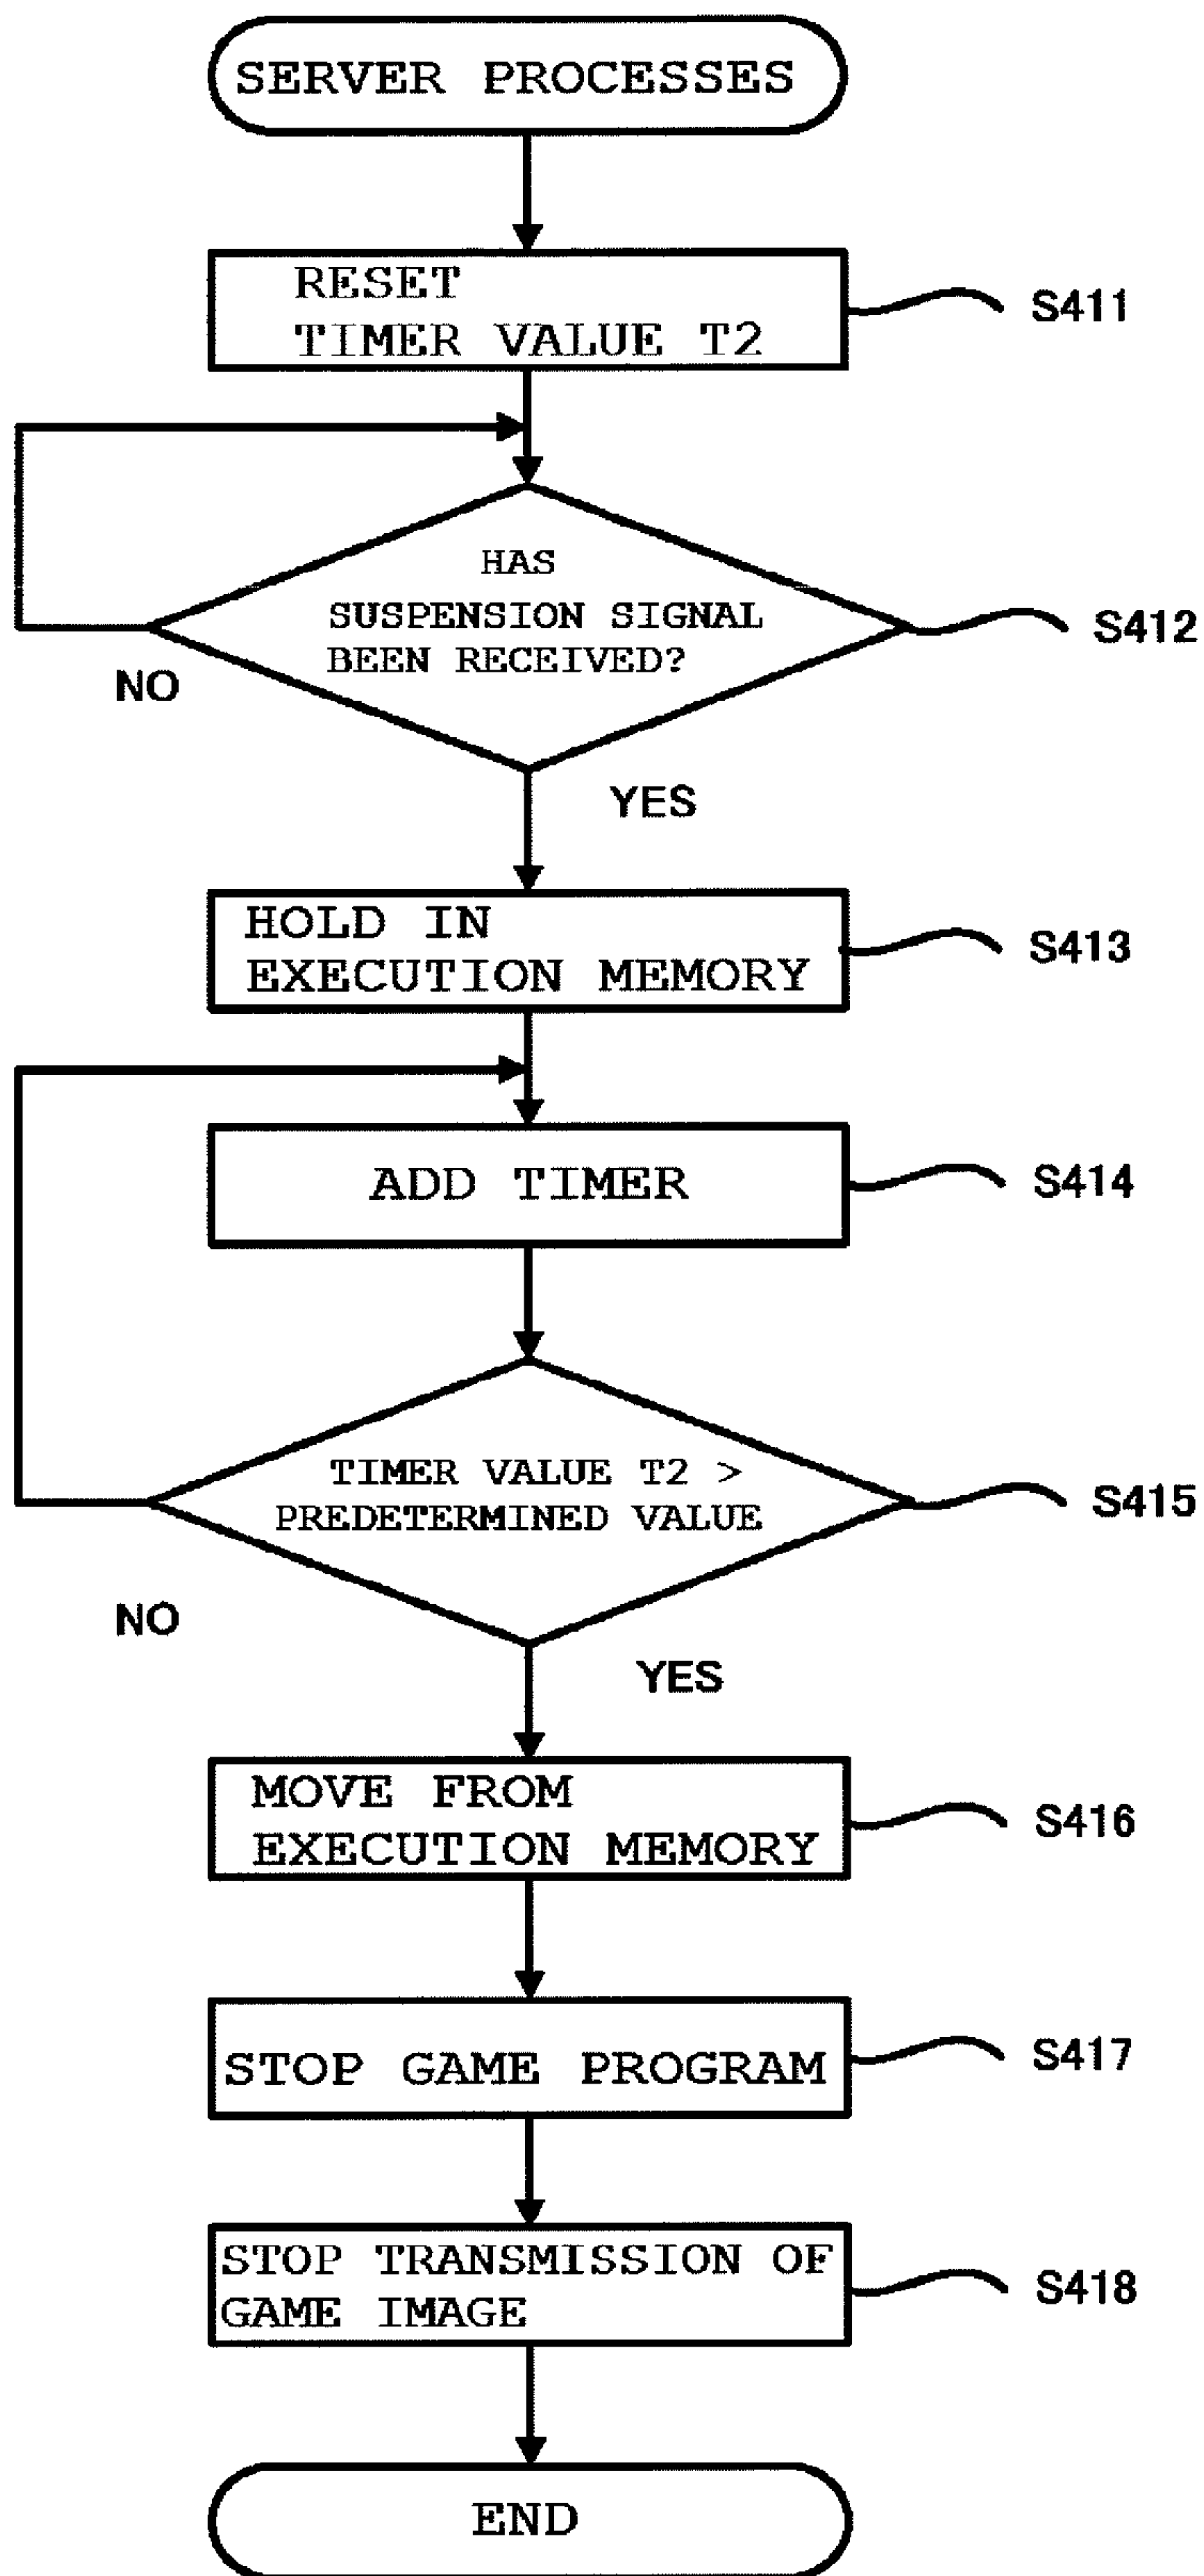 SERVER PROCESSES
RESET
TIMER VALUE T2
S411
HAS
SUSPENSION SIGNAL
BEEN RECEIVED?
S412
NO
YES
HOLD IN
EXECUTION MEMORY
S413
ADD TIMER
S414
TIMER VALUE T2 >
PREDETERMINED VALUE
S415
NO
YES
MOVE FROM
EXECUTION MEMORY
S416
STOP GAME PROGRAM
S417
STOP TRANSMISSION OF
GAME IMAGE
S418
END